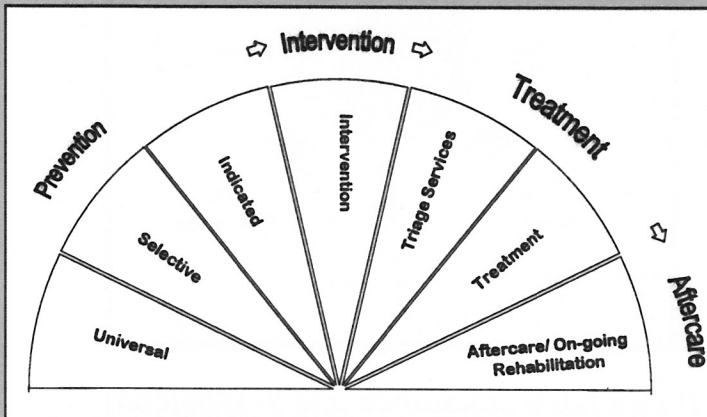 Intervention
Prevention
Treatment
Aftercare
Universal
Selective
Indicated
Intervention
Triage Services
Treatment
Aftercare/ On-going
Rehabilitation